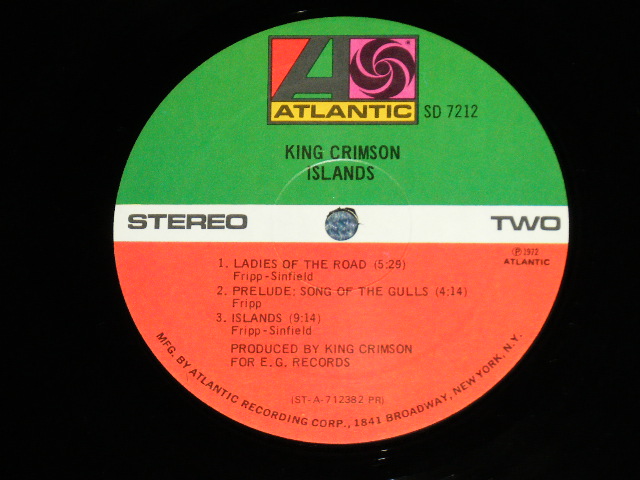 ATLANTIC
SD 7212
KING CRIMSON
ISLANDS
STEREO
TWO
Ⓟ1972
ATLANTIC
1. LADIES OF THE ROAD (5:29)
Fripp-Sinfield
2. PRELUDE: SONG OF THE GULLS (4:14)
Fripp
3. ISLANDS (9:14)
Fripp-Sinfield
PRODUCED BY KING CRIMSON
FOR E.G. RECORDS
(ST-A-712382 PR)
MFG. BY ATLANTIC RECORDING CORP., 1841 BROADWAY, NEW YORK, N.Y.